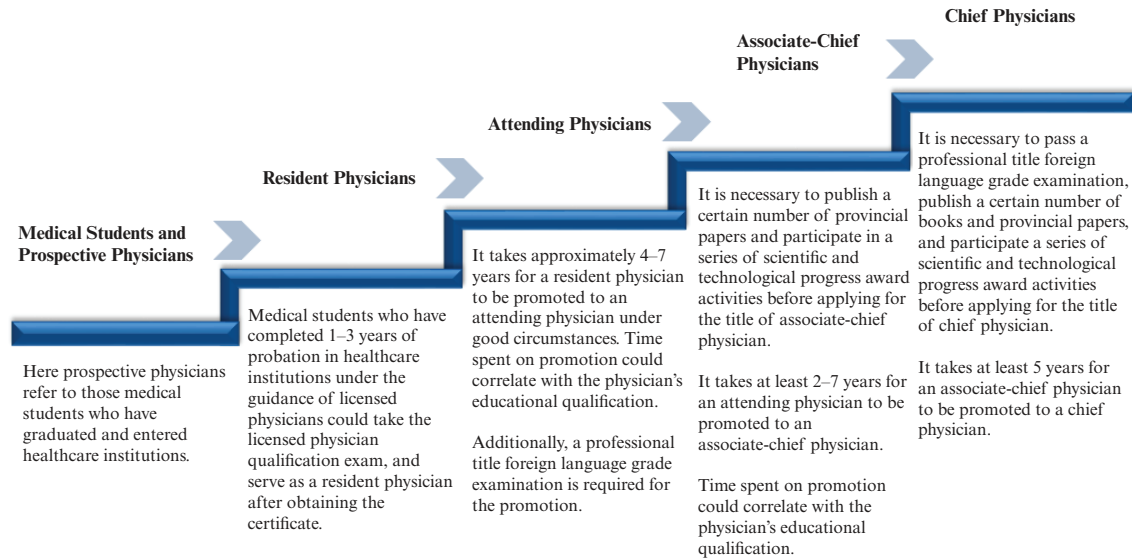 Medical Students and
Prospective Physicians
Here prospective physicians
refer to those medical
students who have
graduated and entered
healthcare institutions.
Resident Physicians
Medical students who have
completed 1–3 years of
probation in healthcare
institutions under the
guidance of licensed
physicians could take the
licensed physician
qualification exam, and
serve as a resident physician
after obtaining the
certificate.
Attending Physicians
It takes approximately 4–7
years for a resident physician
to be promoted to an
attending physician under
good circumstances. Time
spent on promotion could
correlate with the physician’s
educational qualification.
Additionally, a professional
title foreign language grade
examination is required for
the promotion.
Associate-Chief
Physicians
It is necessary to publish a
certain number of provincial
papers and participate in a
series of scientific and
technological progress award
activities before applying for
the title of associate-chief
physician.
It takes at least 2–7 years for
an attending physician to be
promoted to an
associate-chief physician.
Time spent on promotion
could correlate with the
physician’s educational
qualification.
Chief Physicians
It is necessary to pass a
professional title foreign
language grade examination,
publish a certain number of
books and provincial papers,
and participate a series of
scientific and technological
progress award activities
before applying for the title
of chief physician.
It takes at least 5 years for
an associate-chief physician
to be promoted to a chief
physician.